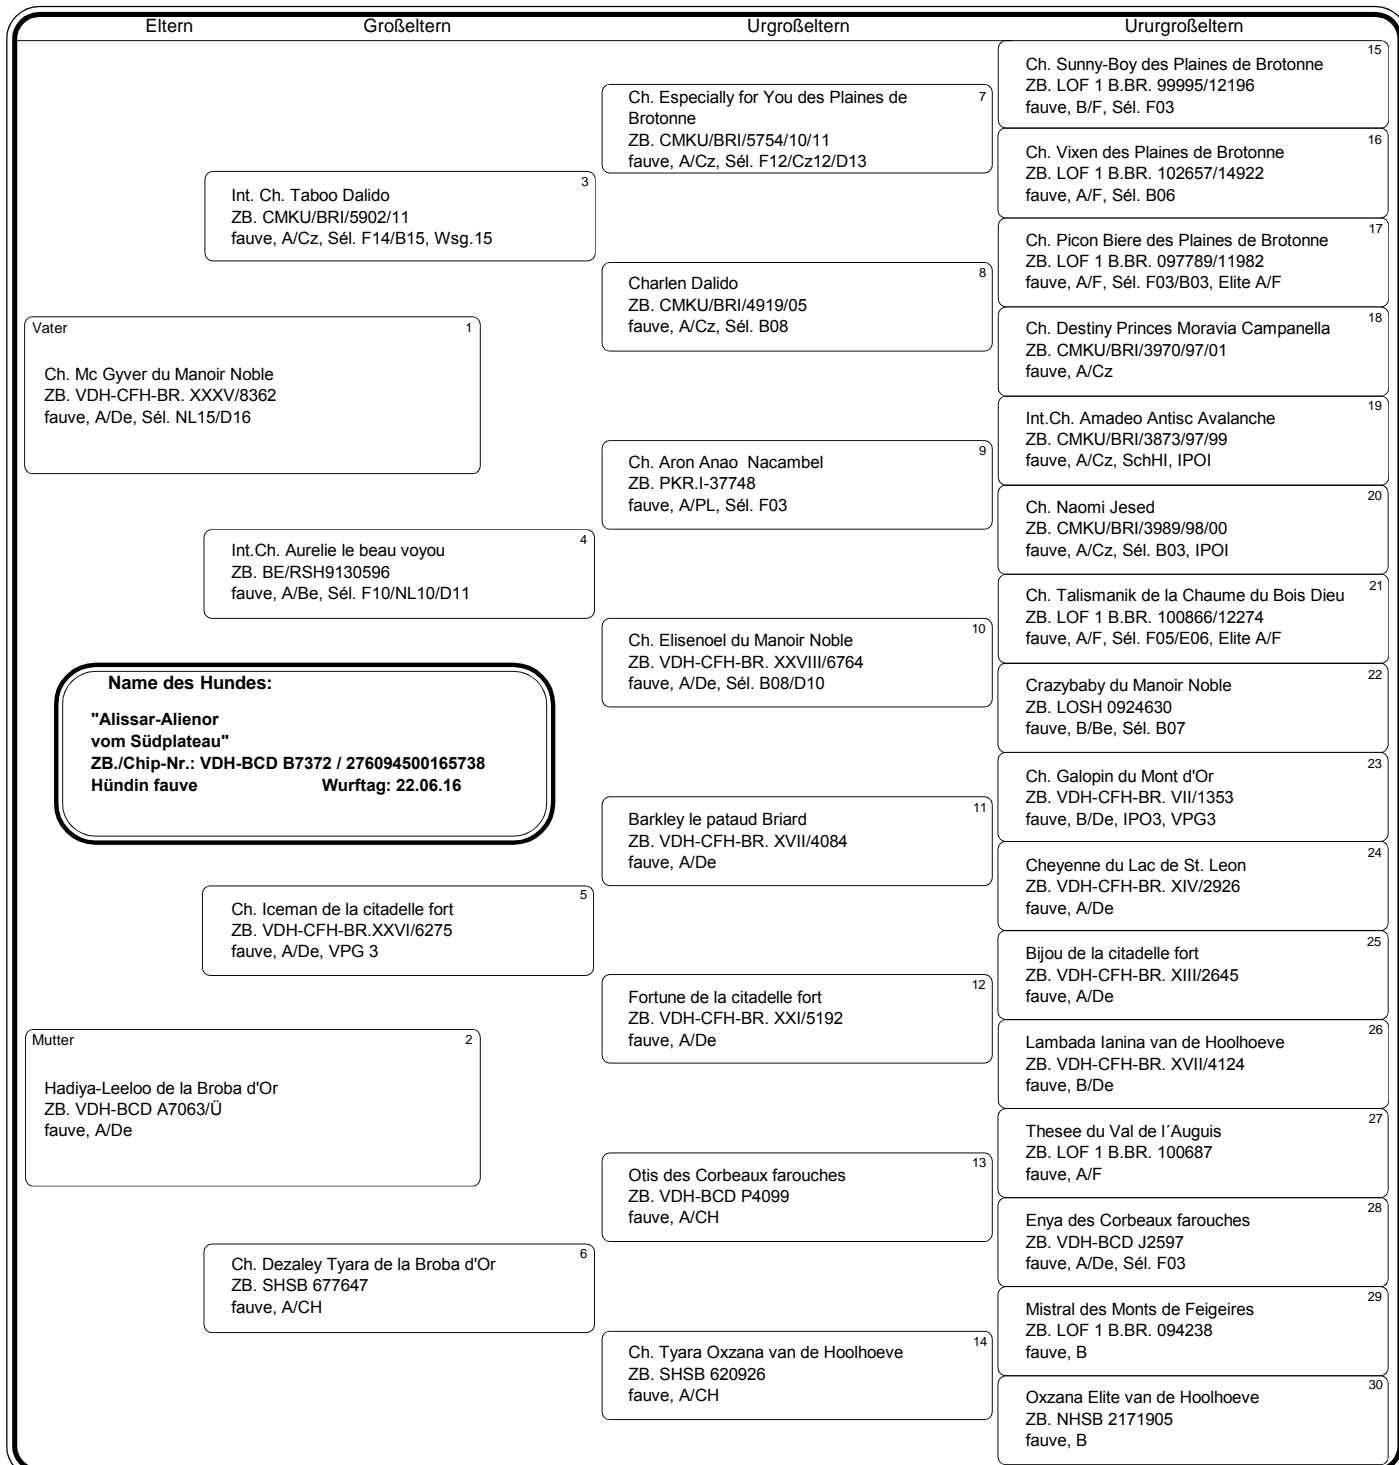 Eltern Großeltern Urgroßeltern Ururgroßeltern
Vater 1
Ch. Mc Gyver du Manoir Noble
ZB. VDH-CFH-BR. XXXV/8362
fauve, A/De, Sél. NL15/D16
Name des Hundes:
"Alissar-Alienor
vom Südplateau"
ZB./Chip-Nr.: VDH-BCD B7372 / 276094500165738
Hündin fauve Wurftag: 22.06.16
Mutter 2
Hadiya-Leeloo de la Broba d'Or
ZB. VDH-BCD A7063/Ü
fauve, A/De
3
Int. Ch. Taboo Dalido
ZB. CMKU/BRI/5902/11
fauve, A/Cz, Sél. F14/B15, Wsg.15
4
Int.Ch. Aurelie le beau voyou
ZB. BE/RSH9130596
fauve, A/Be, Sél. F10/NL10/D11
5
Ch. Iceman de la citadelle fort
ZB. VDH-CFH-BR.XXVI/6275
fauve, A/De, VPG 3
6
Ch. Dezaley Tyara de la Broba d'Or
ZB. SHSB 677647
fauve, A/CH
7
Ch. Especially for You des Plaines de
Brotonne
ZB. CMKU/BRI/5754/10/11
fauve, A/Cz, Sél. F12/Cz12/D13
8
Charlen Dalido
ZB. CMKU/BRI/4919/05
fauve, A/Cz, Sél. B08
9
Ch. Aron Anao Nacambel
ZB. PKR.I-37748
fauve, A/PL, Sél. F03
10
Ch. Elisenoel du Manoir Noble
ZB. VDH-CFH-BR. XXVIII/6764
fauve, A/De, Sél. B08/D10
11
Barkley le pataud Briard
ZB. VDH-CFH-BR. XVII/4084
fauve, A/De
12
Fortune de la citadelle fort
ZB. VDH-CFH-BR. XXI/5192
fauve, A/De
13
Otis des Corbeaux farouches
ZB. VDH-BCD P4099
fauve, A/CH
14
Ch. Tyara Oxzana van de Hoolhoeve
ZB. SHSB 620926
fauve, A/CH
15
Ch. Sunny-Boy des Plaines de Brotonne
ZB. LOF 1 B.BR. 99995/12196
fauve, B/F, Sél. F03
16
Ch. Vixen des Plaines de Brotonne
ZB. LOF 1 B.BR. 102657/14922
fauve, A/F, Sél. B06
17
Ch. Picon Biere des Plaines de Brotonne
ZB. LOF 1 B.BR. 097789/11982
fauve, A/F, Sél. F03/B03, Elite A/F
18
Ch. Destiny Princes Moravia Campanella
ZB. CMKU/BRI/3970/97/01
fauve, A/Cz
19
Int.Ch. Amadeo Antisc Avalanche
ZB. CMKU/BRI/3873/97/99
fauve, A/Cz, SchHI, IPOI
20
Ch. Naomi Jesed
ZB. CMKU/BRI/3989/98/00
fauve, A/Cz, Sél. B03, IPOI
21
Ch. Talismanik de la Chaume du Bois Dieu
ZB. LOF 1 B.BR. 100866/12274
fauve, A/F, Sél. F05/E06, Elite A/F
22
Crazybaby du Manoir Noble
ZB. LOSH 0924630
fauve, B/Be, Sél. B07
23
Ch. Galopin du Mont d'Or
ZB. VDH-CFH-BR. VII/1353
fauve, B/De, IPO3, VPG3
24
Cheyenne du Lac de St. Leon
ZB. VDH-CFH-BR. XIV/2926
fauve, A/De
25
Bijou de la citadelle fort
ZB. VDH-CFH-BR. XIII/2645
fauve, A/De
26
Lambada Ianina van de Hoolhoeve
ZB. VDH-CFH-BR. XVII/4124
fauve, B/De
27
Thesee du Val de l´Auguis
ZB. LOF 1 B.BR. 100687
fauve, A/F
28
Enya des Corbeaux farouches
ZB. VDH-BCD J2597
fauve, A/De, Sél. F03
29
Mistral des Monts de Feigeires
ZB. LOF 1 B.BR. 094238
fauve, B
30
Oxzana Elite van de Hoolhoeve
ZB. NHSB 2171905
fauve, B